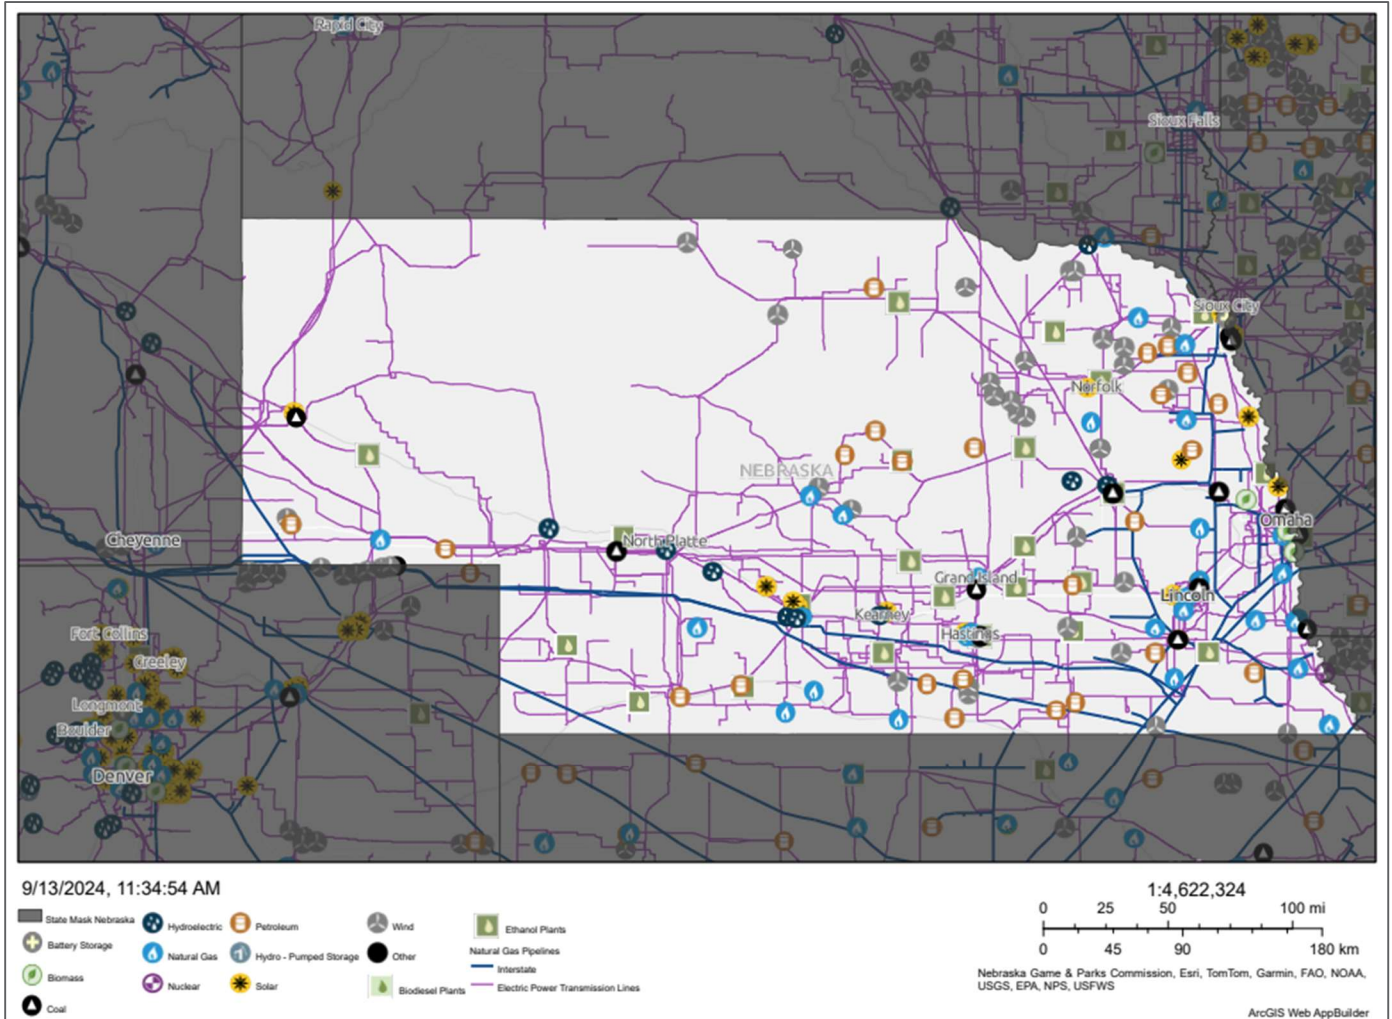 Rapid City
Sioux Falls
Sioux City
Norfolk
NEBRASKA
Omaha
Cheyenne
North Platte
Grand Island
Lincoln
Kearney
Hastings
Fort Collins
Greeley
Longmont
Boulder
Denver
9/13/2024, 11:34:54 AM
1:4,622,324
0 25 50 100 mi
0 45 90 180 km
State Mask Nebraska
Battery Storage
Biomass
Coal
Hydroelectric
Natural Gas
Nuclear
Petroleum
Hydro - Pumped Storage
Solar
Wind
Other
Biodiesel Plants
Ethanol Plants
Natural Gas Pipelines
Interstate
Electric Power Transmission Lines
Nebraska Game & Parks Commission, Esri, TomTom, Garmin, FAO, NOAA,
USGS, EPA, NPS, USFWS
ArcGIS Web AppBuilder